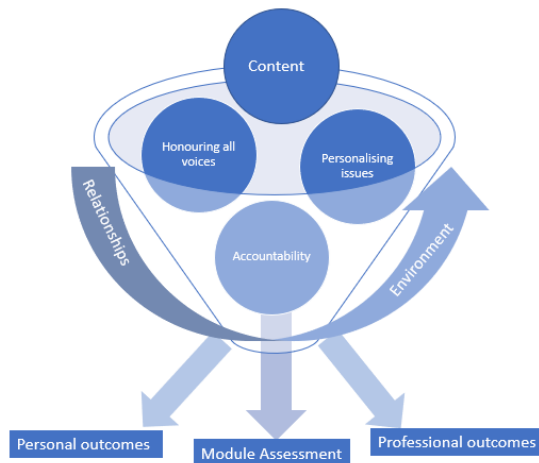 Content
Honouring all
voices
Personalising
issues
Relationships
Accountability
Environment
Personal outcomes
Module Assessment
Professional outcomes